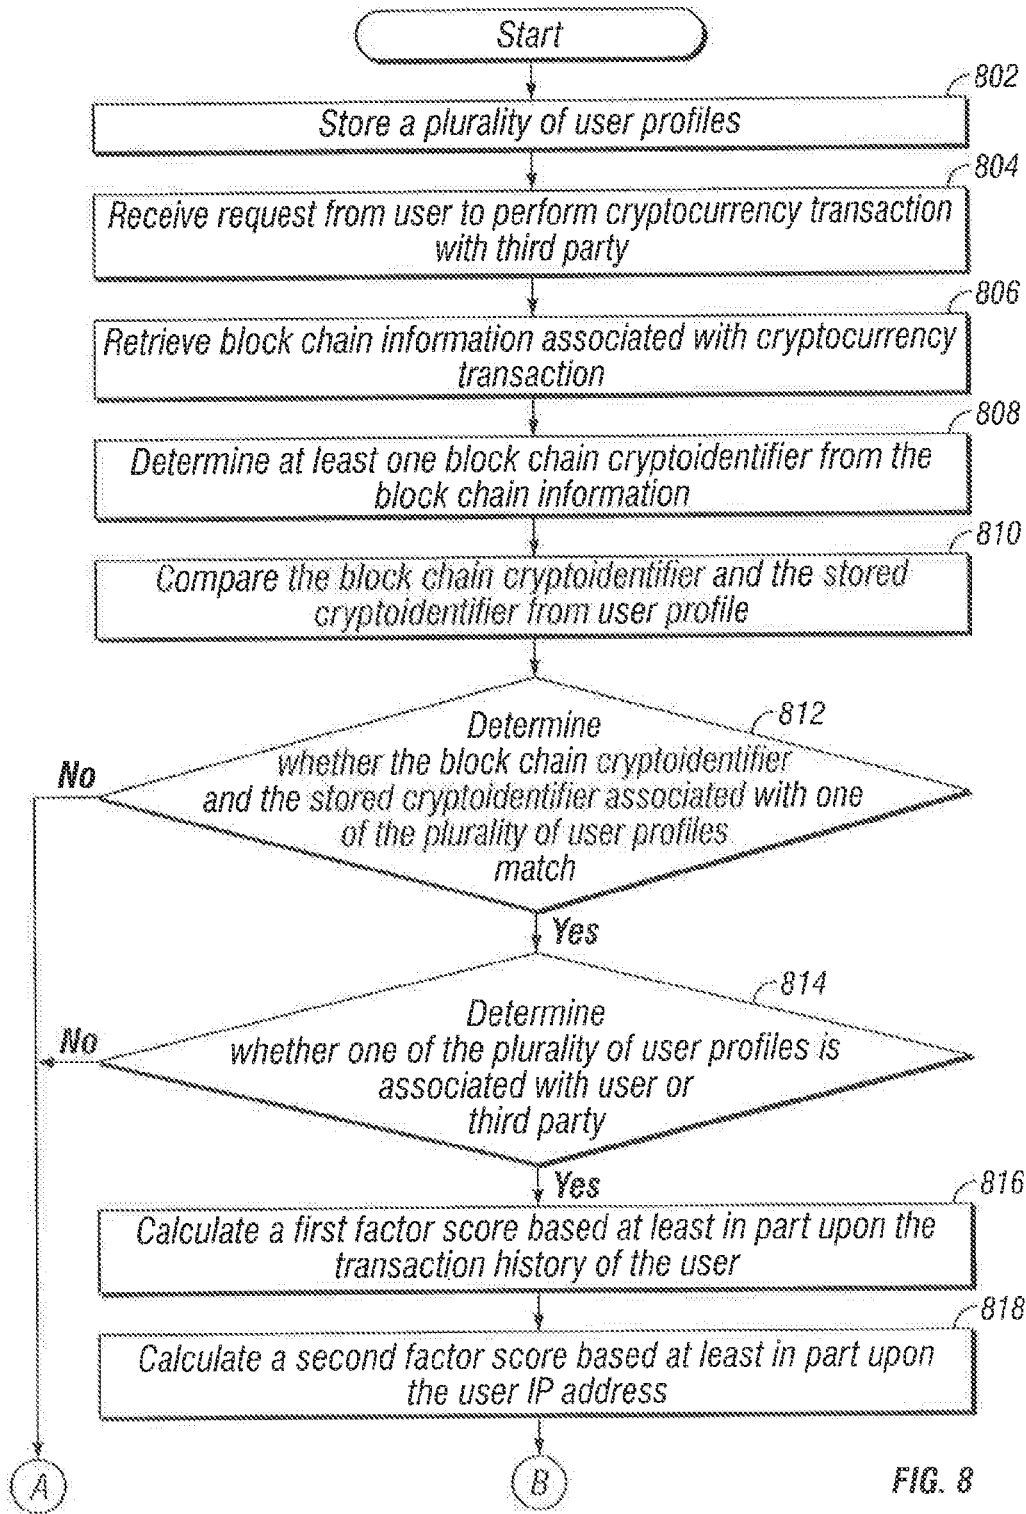 Start
802
Store a plurality of user profiles
804
Receive request from user to perform cryptocurrency transaction
with third party
806
Retrieve block chain information associated with cryptocurrency
transaction
808
Determine at least one block chain cryptoidentifier from the
block chain information
810
Compare the block chain cryptoidentifier and the stored
cryptoidentifier from user profile
812
Determine
whether the block chain cryptoidentifier
and the stored cryptoidentifier associated with one
of the plurality of user profiles
match
No
Yes
814
Determine
whether one of the plurality of user profiles is
associated with user or
third party
No
Yes
816
Calculate a first factor score based at least in part upon the
transaction history of the user
818
Calculate a second factor score based at least in part upon
the user IP address
A
B
FIG. 8